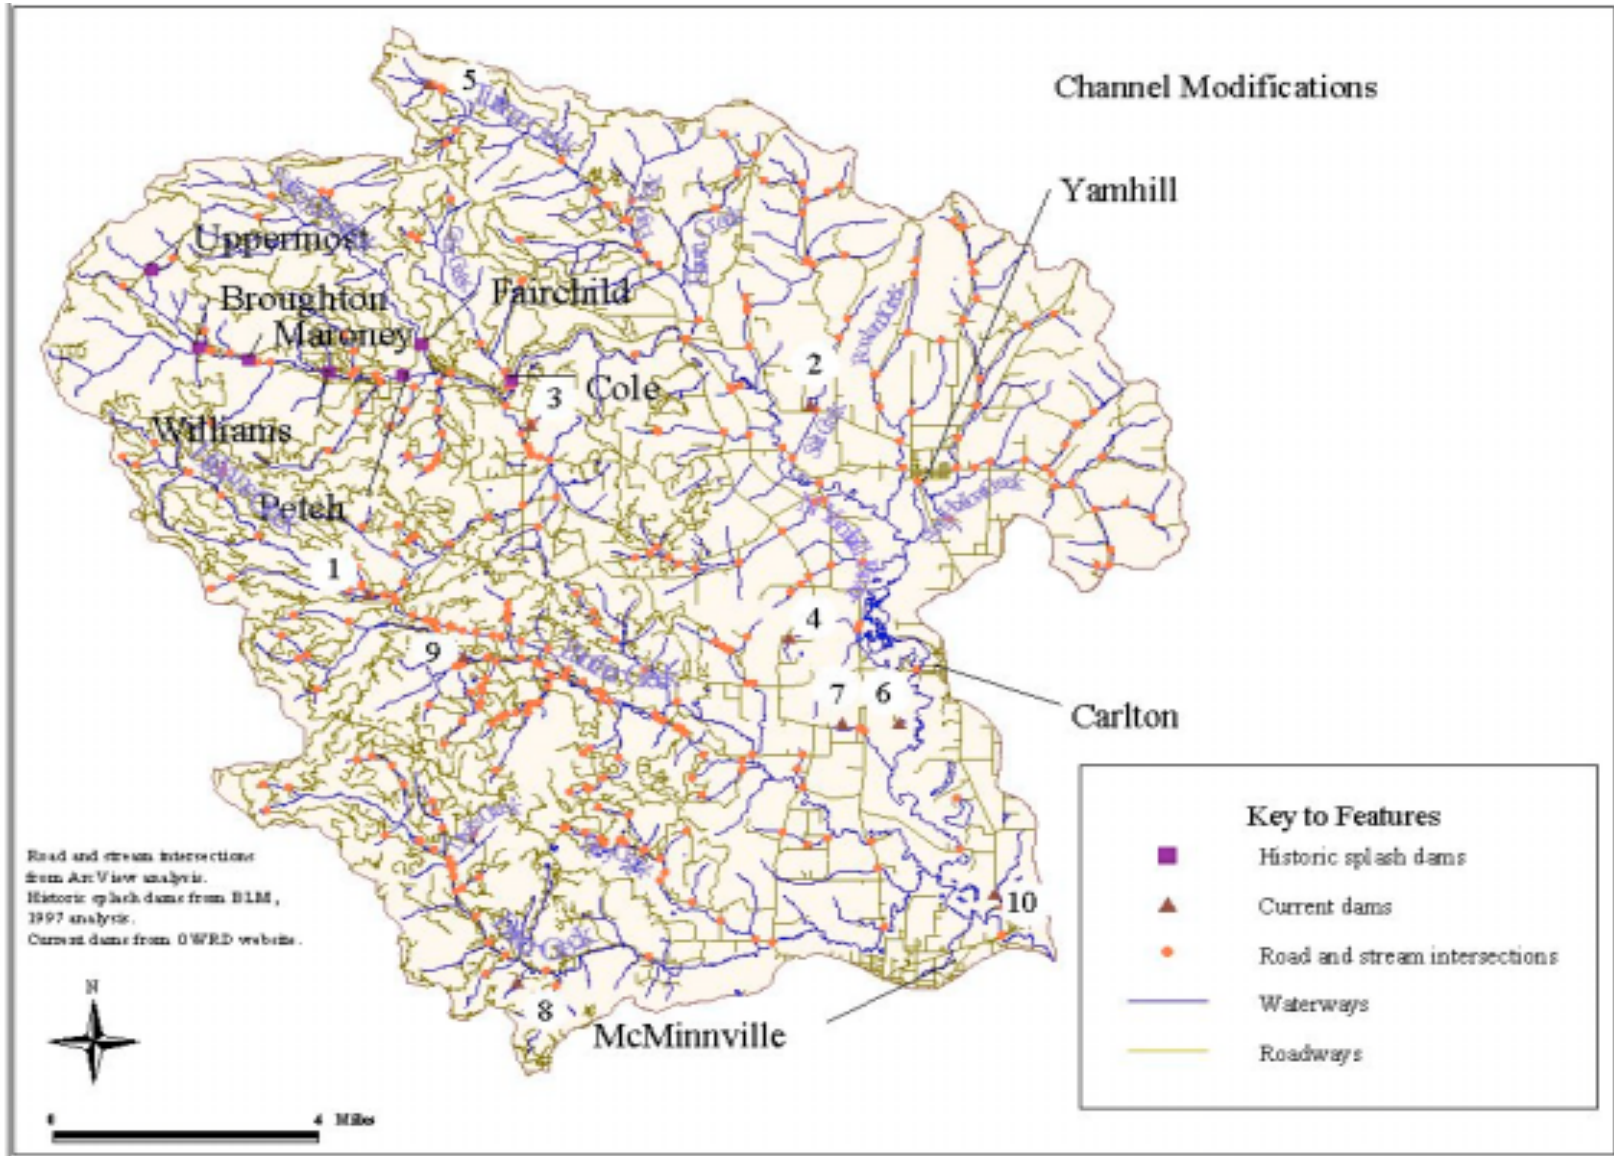 Channel Modifications
5
Yamhill
Uppermost
Broughton
Fairchild
Maroney
2
3
Cole
Williams
Petch
1
4
9
7
6
Carlton
Key to Features
Historic splash dams
Current dams
Road and stream intersections
Waterways
Roadways
10
8
McMinnville
Road and stream intersections
from ArcView analysis.
Historic splash dams from BLM,
1997 analysis.
Current dams from OWRD website.
N
4 Miles